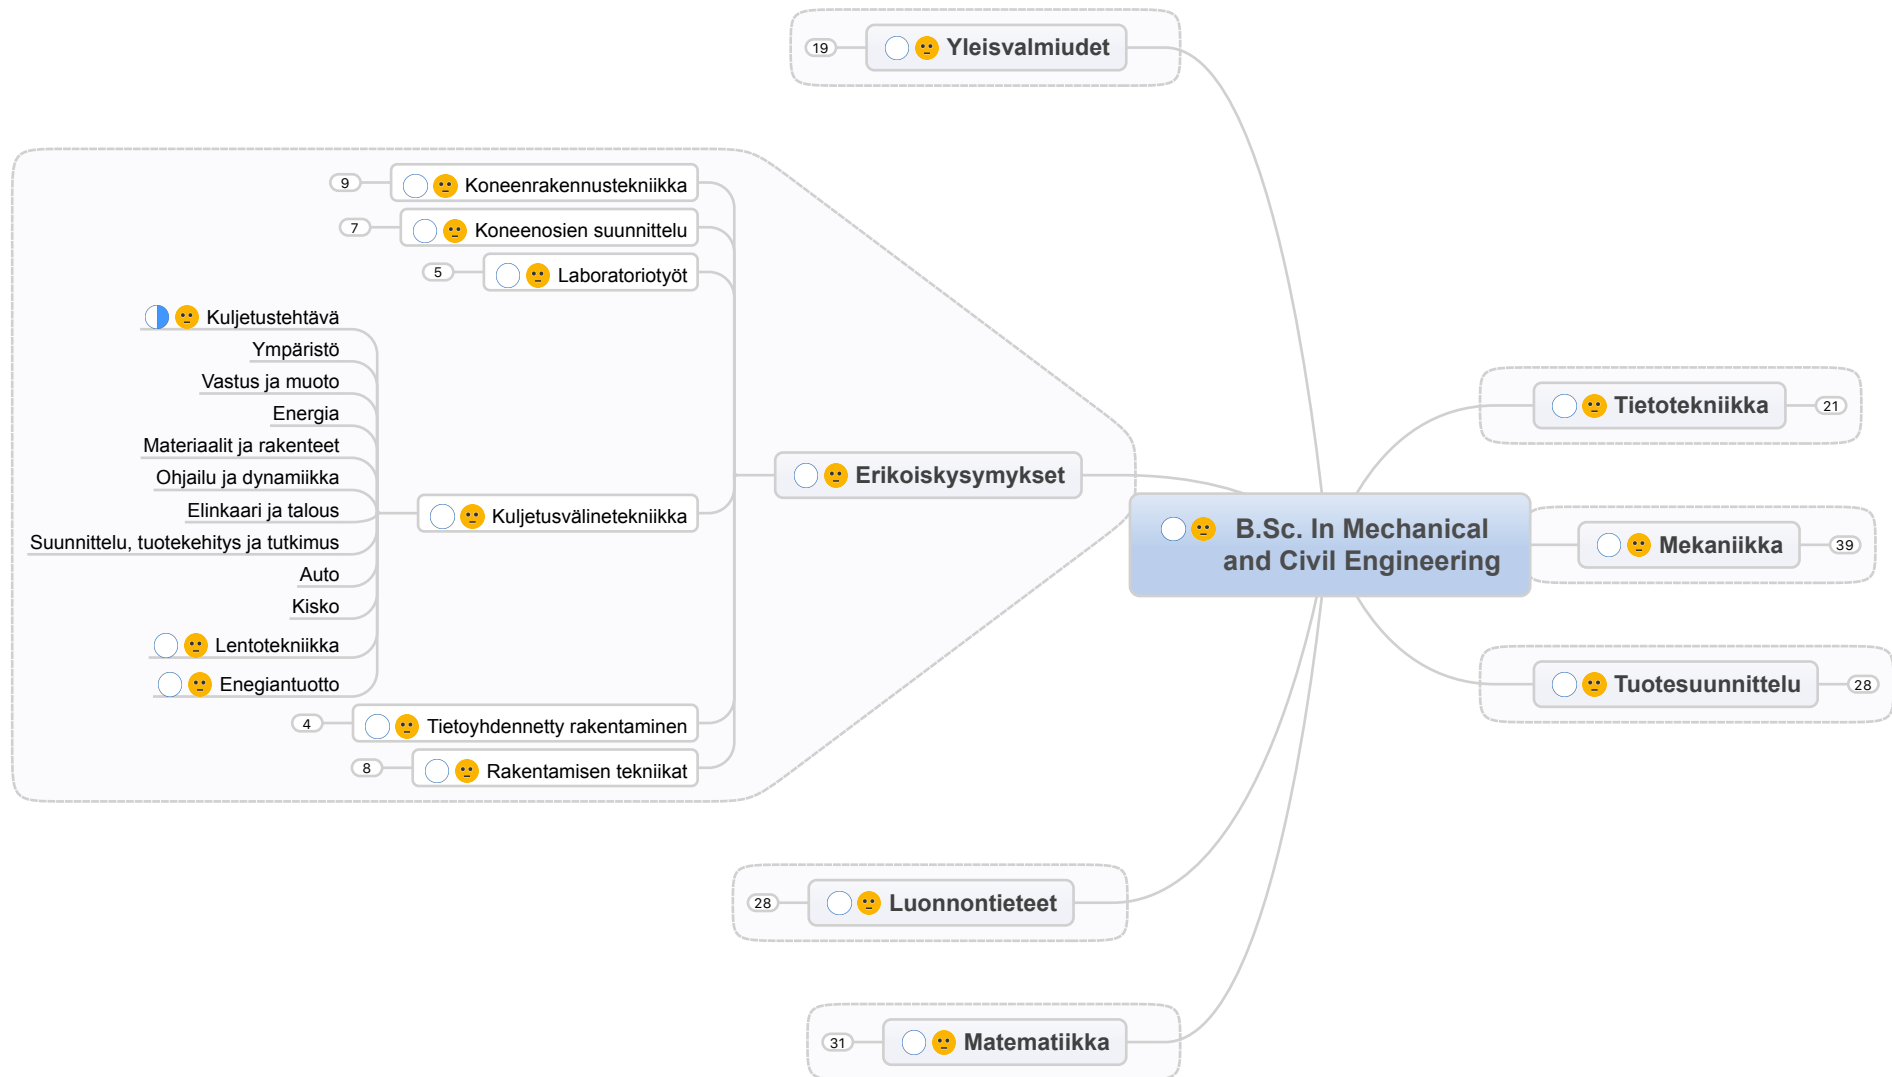 19
Yleisvalmiudet
9
Koneenrakennustekniikka
7
Koneenosien suunnittelu
5
Laboratoriotyöt
Kuljetustehtävä
Ympäristö
Vastus ja muoto
Energia
Materiaalit ja rakenteet
Ohjailu ja dynamiikka
Elinkaari ja talous
Suunnittelu, tuotekehitys ja tutkimus
Auto
Kisko
Lentotekniikka
Enegiantuotto
Kuljetusvälinetekniikka
4
Tietoyhdennetty rakentaminen
8
Rakentamisen tekniikat
Erikoiskysymykset
B.Sc. In Mechanical
and Civil Engineering
Tietotekniikka
21
Mekaniikka
39
Tuotesuunnittelu
28
28
Luonnontieteet
31
Matematiikka